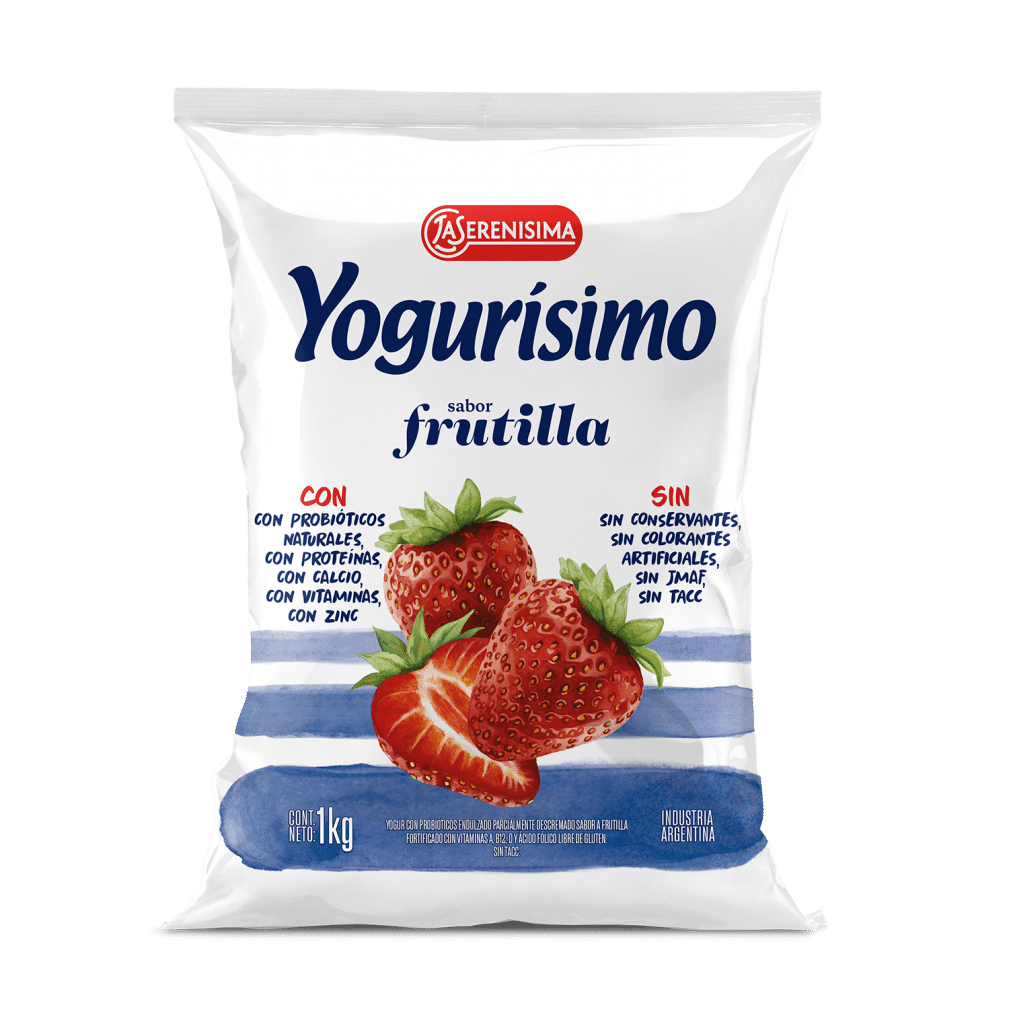 LA SERENISIMA
Yogurísimo
sabor
frutilla
CON
CON PROBIÓTICOS
NATURALES,
CON PROTEÍNAS,
CON CALCIO,
CON VITAMINAS,
CON ZINC
SIN
SIN CONSERVANTES,
SIN COLORANTES
ARTIFICIALES,
SIN JMAF,
SIN TACC
CONT.
NETO: 1kg
YOGUR CON PROBIOTICOS ENDULZADO PARCIALMENTE DESCREMADO SABOR A FRUTILLA
FORTIFICADO CON VITAMINAS A, B12, D Y ÁCIDO FÓLICO LIBRE DE GLUTEN.
SIN TACC.
INDUSTRIA
ARGENTINA